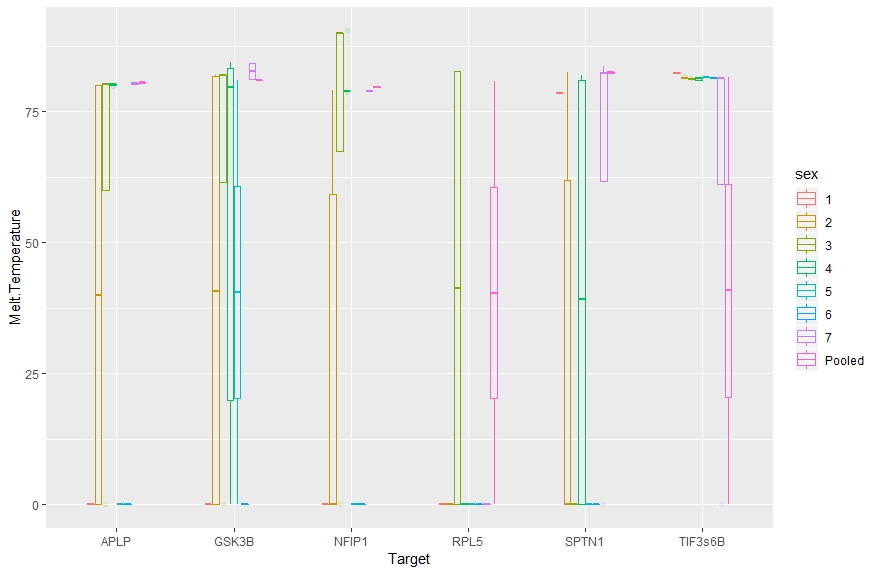 Melt.Temperature
75
50
25
0
APLP
GSK3B
NFIP1
RPL5
SPTN1
TIF3s6B
Target
sex
1
2
3
4
5
6
7
Pooled